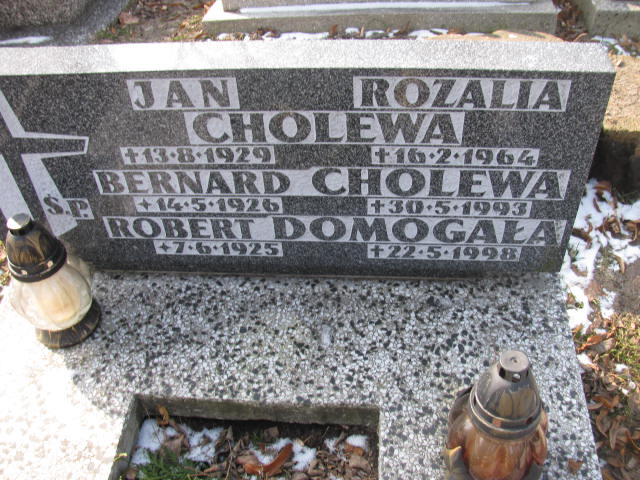 JAN ROZALIA
CHOLEWA
+13·8·1929 +16·2·1964
BERNARD CHOLEWA
Ś.P. +14·5·1926 +30·5·1993
ROBERT DOMOGAŁA
+7·6·1925 +22·5·1998